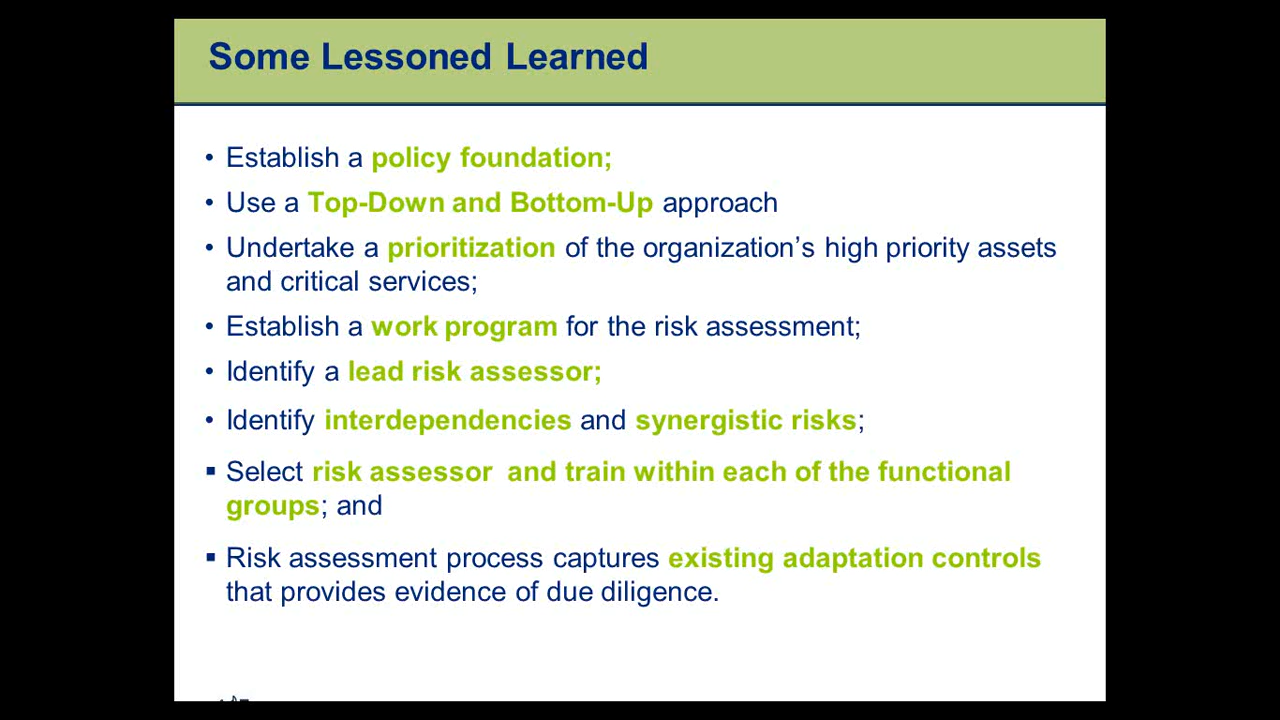 Some Lessoned Learned
• Establish a policy foundation;
• Use a Top-Down and Bottom-Up approach
• Undertake a prioritization of the organization’s high priority assets
and critical services;
• Establish a work program for the risk assessment;
• Identify a lead risk assessor;
• Identify interdependencies and synergistic risks;
▪ Select risk assessor  and train within each of the functional
groups; and
▪ Risk assessment process captures existing adaptation controls
that provides evidence of due diligence.